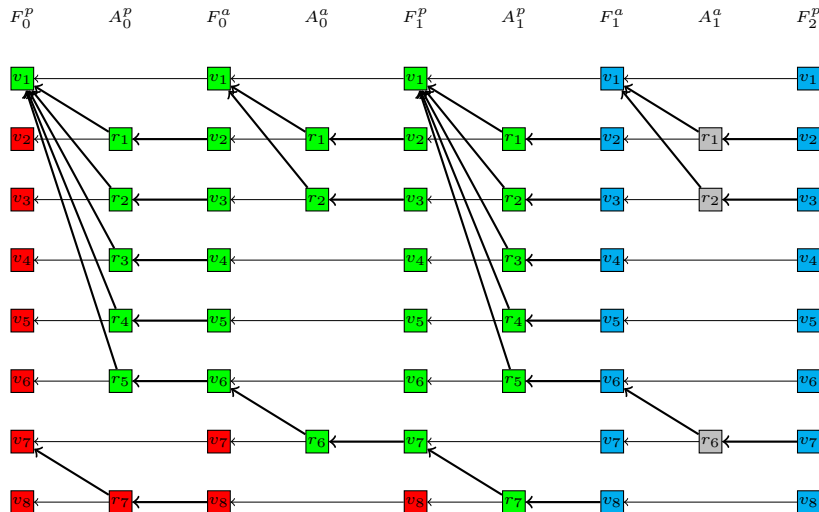 F_0^p A_0^p F_0^a A_0^a F_1^p A_1^p F_1^a A_1^a F_2^p
v_1 v_1 v_1 v_1 v_1
v_2 r_1 v_2 r_1 v_2 r_1 v_2 r_1 v_2
v_3 r_2 v_3 r_2 v_3 r_2 v_3 r_2 v_3
v_4 r_3 v_4 v_4 r_3 v_4 v_4
v_5 r_4 v_5 v_5 r_4 v_5 v_5
v_6 r_5 v_6 v_6 r_5 v_6 v_6
v_7 v_7 r_6 v_7 v_7 r_6 v_7
v_8 r_7 v_8 v_8 r_7 v_8 v_8